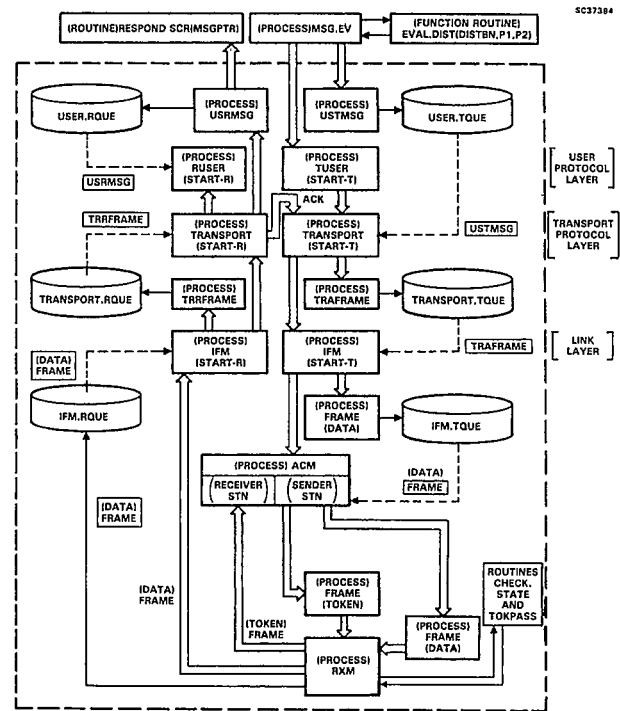 SC37384
(ROUTINE)RESPOND SCR(MSGPTR)
(PROCESS)MSG.EV
(FUNCTION ROUTINE)
EVAL.DIST(DISTBN,P1,P2)
USER.RQUE
(PROCESS)
USRMSG
(PROCESS)
USTMSG
USER.TQUE
(PROCESS)
RUSER
(START-R)
(PROCESS)
TUSER
(START-T)
USER
PROTOCOL
LAYER
USRMSG
ACK
TRRFRAME
(PROCESS)
TRANSPORT
(START-R)
(PROCESS)
TRANSPORT
(START-T)
USTMSG
TRANSPORT
PROTOCOL
LAYER
TRANSPORT.RQUE
(PROCESS)
TRRFRAME
(PROCESS)
TRAFRAME
TRANSPORT.TQUE
(DATA)
FRAME
(PROCESS)
IFM
(START-R)
(PROCESS)
IFM
(START-T)
TRAFRAME
LINK
LAYER
IFM.RQUE
(PROCESS)
FRAME
(DATA)
IFM.TQUE
(PROCESS) ACM
(RECEIVER
STN)
(SENDER
STN)
(DATA)
FRAME
(DATA)
FRAME
(DATA)
FRAME
(TOKEN)
FRAME
(PROCESS)
FRAME
(TOKEN)
(PROCESS)
FRAME
(DATA)
ROUTINES
CHECK.
STATE
AND
TOKPASS
(PROCESS)
RXM